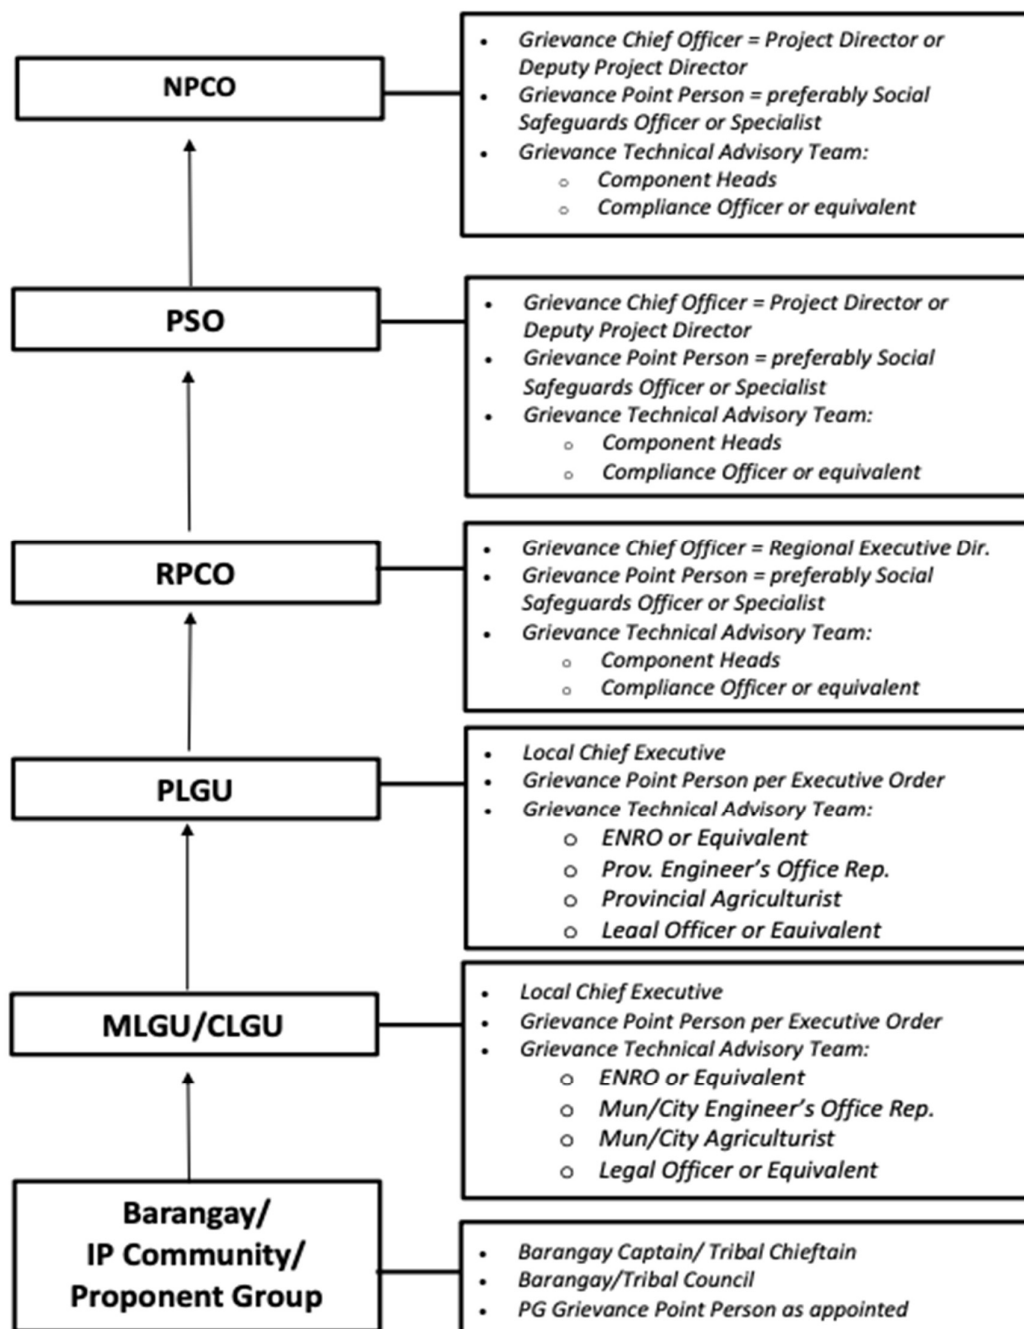 NPCO
• Grievance Chief Officer = Project Director or
Deputy Project Director
• Grievance Point Person = preferably Social
Safeguards Officer or Specialist
• Grievance Technical Advisory Team:
o Component Heads
o Compliance Officer or equivalent
PSO
• Grievance Chief Officer = Project Director or
Deputy Project Director
• Grievance Point Person = preferably Social
Safeguards Officer or Specialist
• Grievance Technical Advisory Team:
o Component Heads
o Compliance Officer or equivalent
RPCO
• Grievance Chief Officer = Regional Executive Dir.
• Grievance Point Person = preferably Social
Safeguards Officer or Specialist
• Grievance Technical Advisory Team:
o Component Heads
o Compliance Officer or equivalent
PLGU
• Local Chief Executive
• Grievance Point Person per Executive Order
• Grievance Technical Advisory Team:
o ENRO or Equivalent
o Prov. Engineer's Office Rep.
o Provincial Agriculturist
o Legal Officer or Equivalent
MLGU/CLGU
• Local Chief Executive
• Grievance Point Person per Executive Order
• Grievance Technical Advisory Team:
o ENRO or Equivalent
o Mun/City Engineer's Office Rep.
o Mun/City Agriculturist
o Legal Officer or Equivalent
Barangay/
IP Community/
Proponent Group
• Barangay Captain/ Tribal Chieftain
• Barangay/Tribal Council
• PG Grievance Point Person as appointed